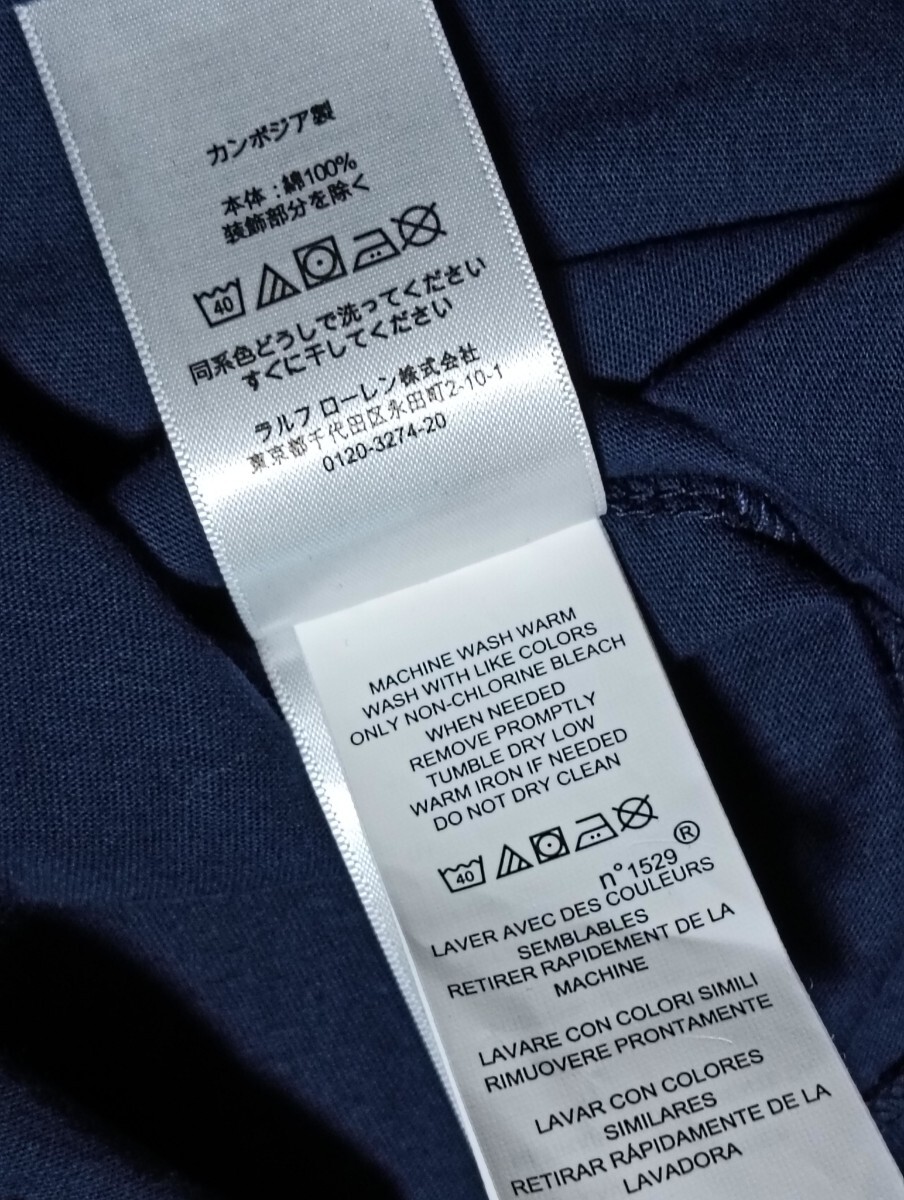 カンボジア製
本体：綿100%
装飾部分を除く
40
同系色どうしで洗ってください
すぐに干してください
ラルフ ローレン株式会社
東京都千代田区永田町2-10-1
0120-3274-20
MACHINE WASH WARM
WASH WITH LIKE COLORS
ONLY NON-CHLORINE BLEACH
WHEN NEEDED
REMOVE PROMPTLY
TUMBLE DRY LOW
WARM IRON IF NEEDED
DO NOT DRY CLEAN
40
n°1529®
LAVER AVEC DES COULEURS
SEMBLABLES
RETIRER RAPIDEMENT DE LA
MACHINE
LAVARE CON COLORI SIMILI
RIMUOVERE PRONTAMENTE
LAVAR CON COLORES
SIMILARES
RETIRAR RÁPIDAMENTE DE LA
LAVADORA